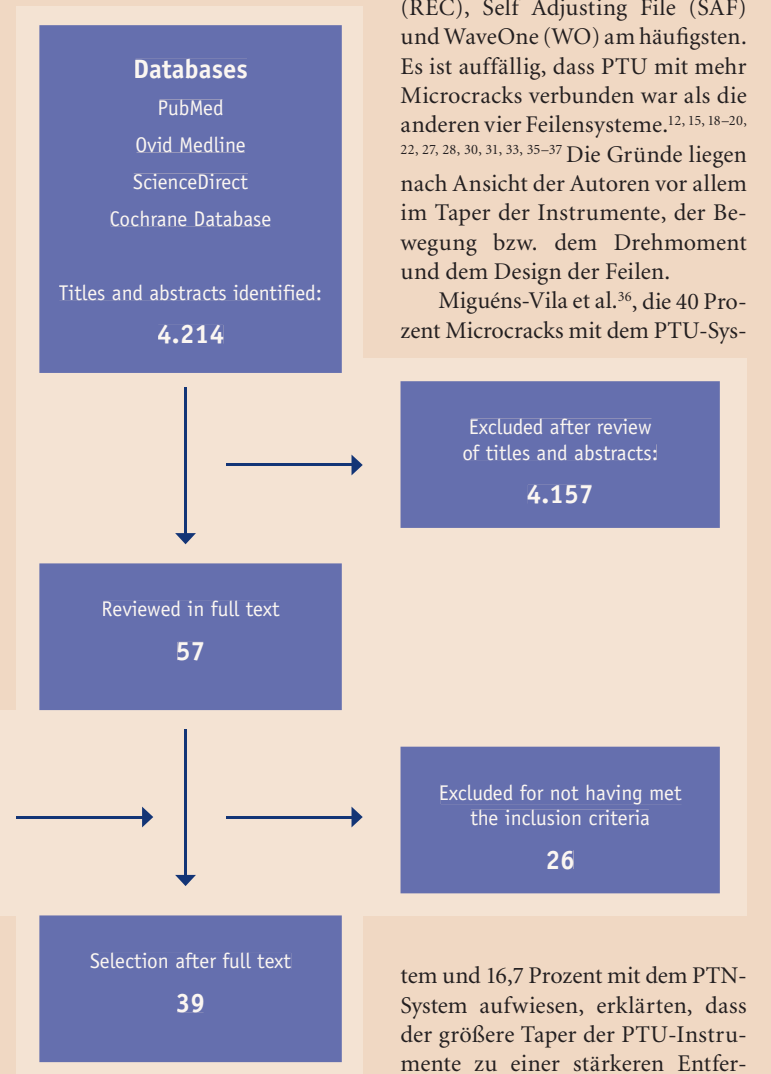 Databases
PubMed
Ovid Medline
ScienceDirect
Cochrane Database
Titles and abstracts identified:
4.214
Excluded after review
of titles and abstracts:
4.157
Reviewed in full text
57
Excluded for not having met
the inclusion criteria
26
Selection after full text
39
(REC), Self Adjusting File (SAF)
und WaveOne (WO) am häufigsten.
Es ist auffällig, dass PTU mit mehr
Microcracks verbunden war als die
anderen vier Feilensysteme.12, 15, 18–20,
22, 27, 28, 30, 31, 33, 35–37 Die Gründe liegen
nach Ansicht der Autoren vor allem
im Taper der Instrumente, der Be-
wegung bzw. dem Drehmoment
und dem Design der Feilen.
Miguéns-Vila et al.36, die 40 Pro-
zent Microcracks mit dem PTU-Sys-
tem und 16,7 Prozent mit dem PTN-
System aufwiesen, erklärten, dass
der größere Taper der PTU-Instru-
mente zu einer stärkeren Entfer-